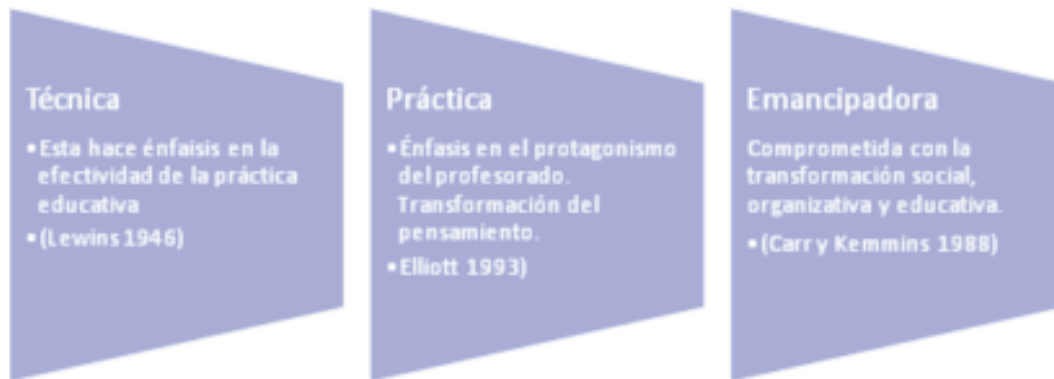 Técnica
•Esta hace énfaisis en la
efectividad de la práctica
educativa
•(Lewins 1946)
Práctica
•Énfasis en el protagonismo
del profesorado.
Transformación del
pensamiento.
•Elliott 1993)
Emancipadora
Comprometida con la
transformación social,
organizativa y educativa.
•(Carr y Kemmins 1988)